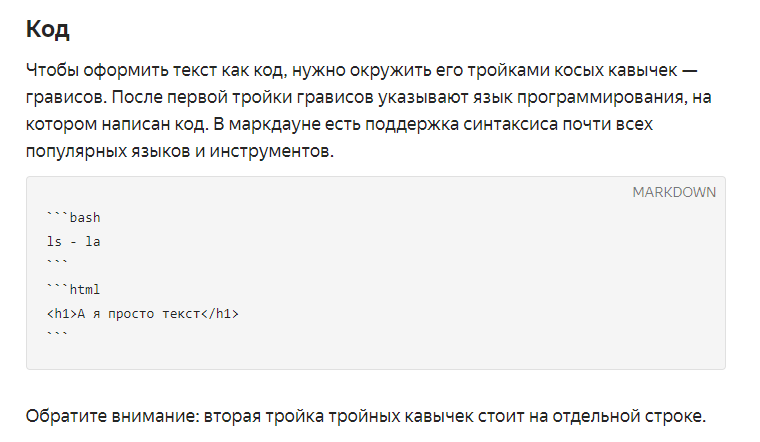 Код
Чтобы оформить текст как код, нужно окружить его тройками косых кавычек —
грависов. После первой тройки грависов указывают язык программирования, на
котором написан код. В маркдауне есть поддержка синтаксиса почти всех
популярных языков и инструментов.
MARKDOWN
```bash
ls - la
```
```html
<h1>А я просто текст</h1>
```
Обратите внимание: вторая тройка тройных кавычек стоит на отдельной строке.